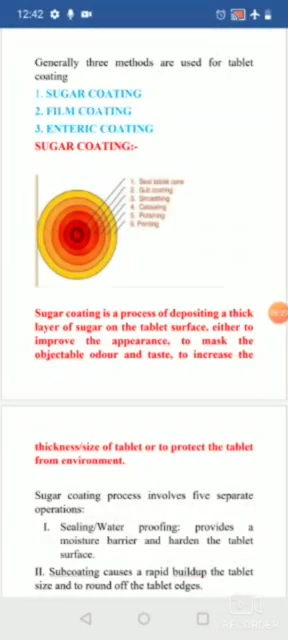 12:42
Generally three methods are used for tablet
coating
1. SUGAR COATING
2. FILM COATING
3. ENTERIC COATING
SUGAR COATING:-
1. Seal tablet core
2. Sub coating
3. Smoothing
4. Colouring
5. Polishing
6. Printing
Sugar coating is a process of depositing a thick
layer of sugar on the tablet surface, either to
improve the appearance, to mask the
objectable odour and taste, to increase the
thickness/size of tablet or to protect the tablet
from environment.
Sugar coating process involves five separate
operations:
I. Sealing/Water proofing: provides a
moisture barrier and harden the tablet
surface.
II. Subcoating causes a rapid buildup the tablet
size and to round off the tablet edges.
RECORDER